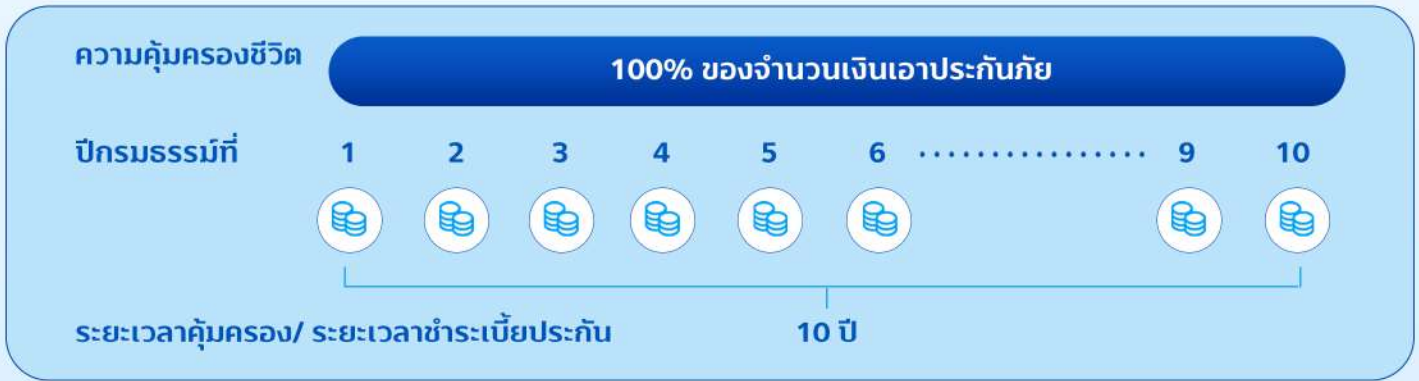 ความคุ้มครองชีวิต
100% ของจำนวนเงินเอาประกันภัย
ปีกรมธรรม์ที่ 1 2 3 4 5 6 ................ 9 10
ระยะเวลาคุ้มครอง/ ระยะเวลาชำระเบี้ยประกัน 10 ปี